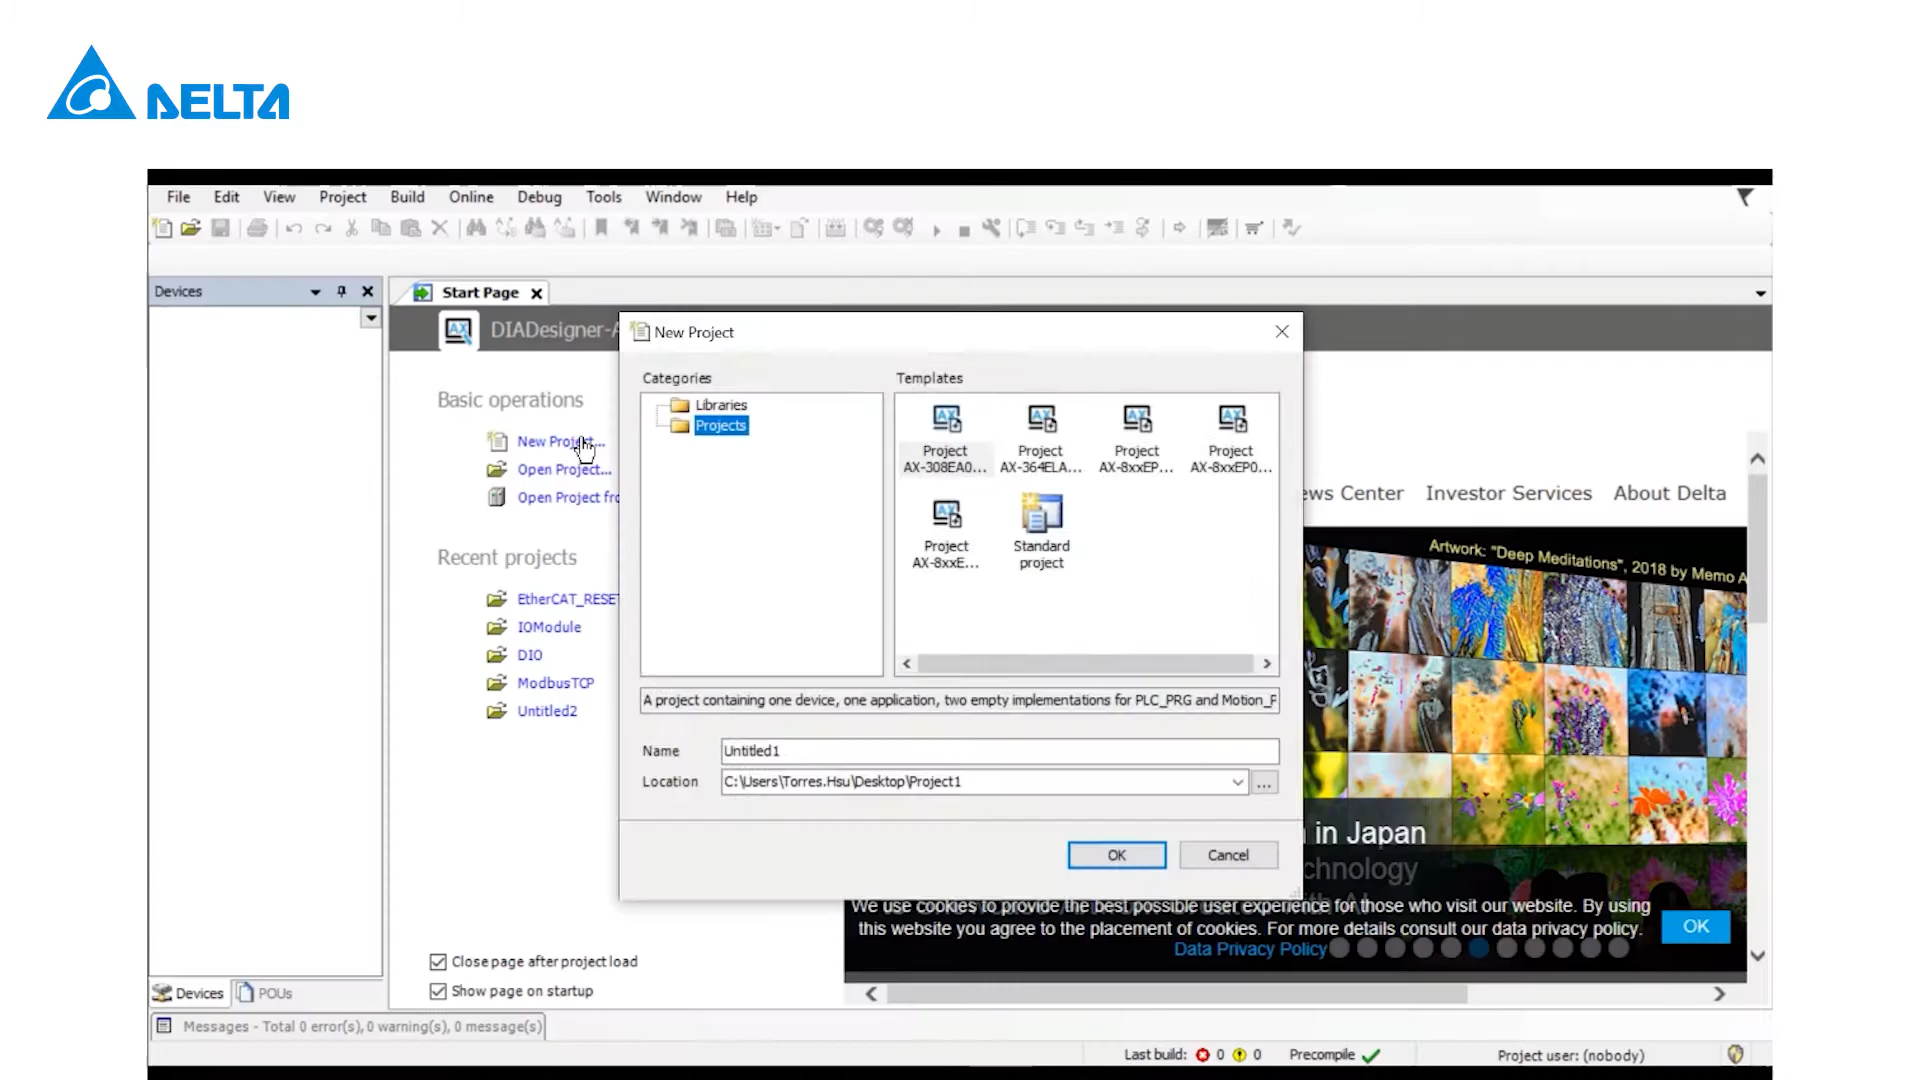 DELTA
File Edit View Project Build Online Debug Tools Window Help
Devices
Start Page
DIADesigner-A
New Project
Categories
Templates
Libraries
Projects
Project AX-308EA0...
Project AX-364ELA...
Project AX-8xxEP...
Project AX-8xxEP0...
Project AX-8xxE...
Standard project
A project containing one device, one application, two empty implementations for PLC_PRG and Motion_P
Name Untitled1
Location C:\Users\Torres.Hsu\Desktop\Project1
...
OK Cancel
Basic operations
New Project...
Open Project...
Open Project fro
Recent projects
EtherCAT_RESET
IOModule
DIO
ModbusTCP
Untitled2
Close page after project load
Show page on startup
ews Center Investor Services About Delta
Artwork: "Deep Meditations", 2018 by Memo A
in Japan
chnology
We use cookies to provide the best possible user experience for those who visit our website. By using
this website you agree to the placement of cookies. For more details consult our data privacy policy.
Data Privacy Policy
OK
Devices POUs
Messages - Total 0 error(s), 0 warning(s), 0 message(s)
Last build: 0 0 Precompile Project user: (nobody)